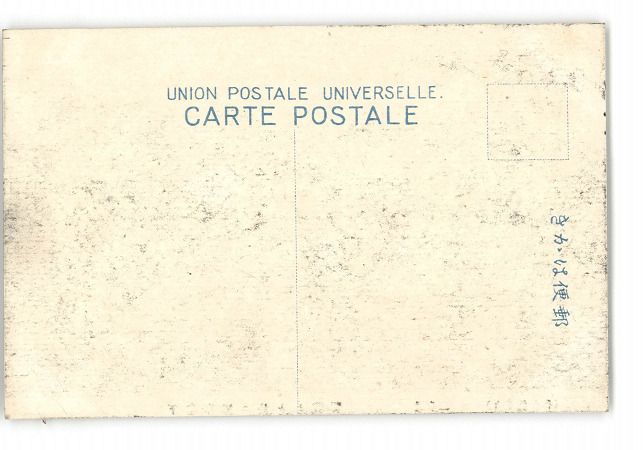 UNION POSTALE UNIVERSELLE.
CARTE POSTALE
きかは便郵